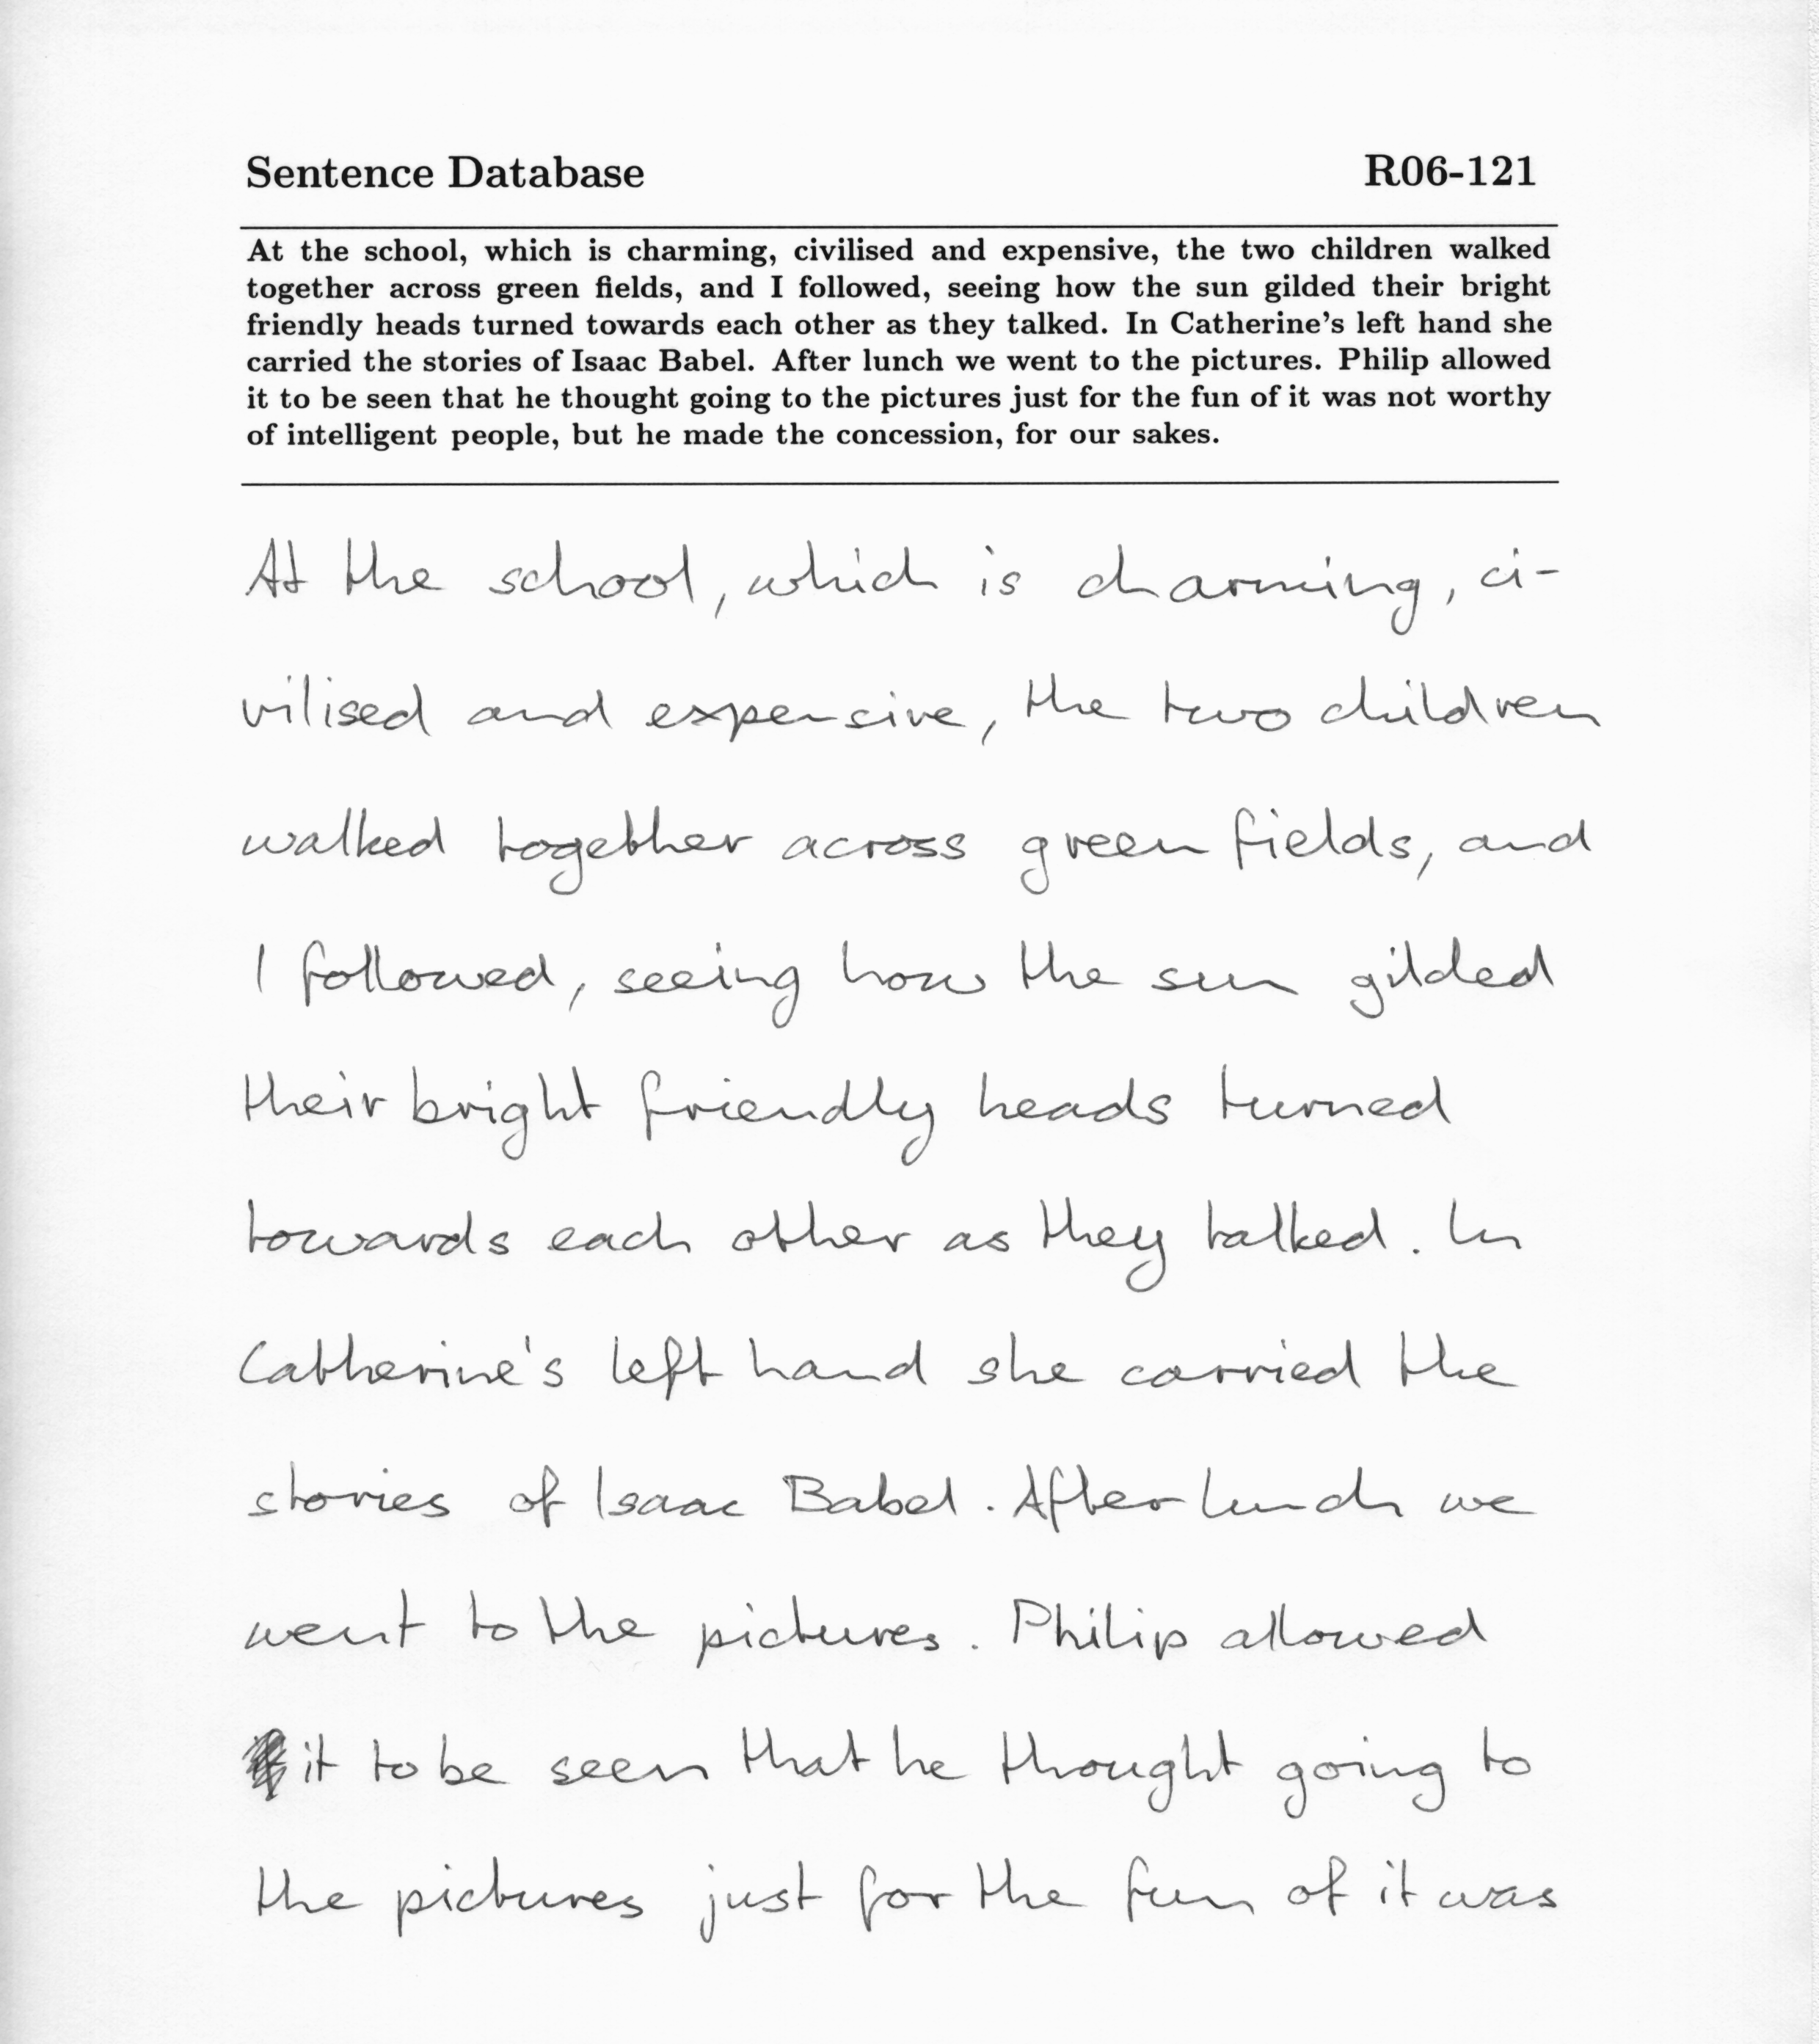 Sentence Database R06-121
At the school, which is charming, civilised and expensive, the two children walked
together across green fields, and I followed, seeing how the sun gilded their bright
friendly heads turned towards each other as they talked. In Catherine's left hand she
carried the stories of Isaac Babel. After lunch we went to the pictures. Philip allowed
it to be seen that he thought going to the pictures just for the fun of it was not worthy
of intelligent people, but he made the concession, for our sakes.
At the school, which is charming, ci-
vilised and expensive, the two children
walked together across green fields, and
I followed, seeing how the sun gilded
their bright friendly heads turned
towards each other as they talked. In
Catherine's left hand she carried the
stories of Isaac Babel. After lunch we
went to the pictures. Philip allowed
it to be seen that he thought going to
the pictures just for the fun of it was